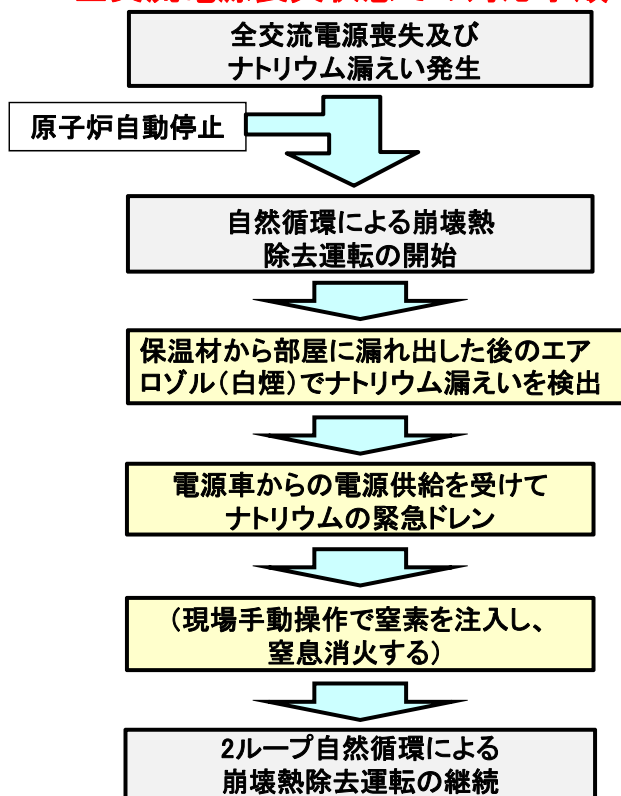 全交流電源喪失及び
ナトリウム漏えい発生
原子炉自動停止
自然循環による崩壊熱
除去運転の開始
保温材から部屋に漏れ出した後のエア
ロゾル（白煙）でナトリウム漏えいを検出
電源車からの電源供給を受けて
ナトリウムの緊急ドレン
（現場手動操作で窒素を注入し、
窒息消火する）
2ループ自然循環による
崩壊熱除去運転の継続